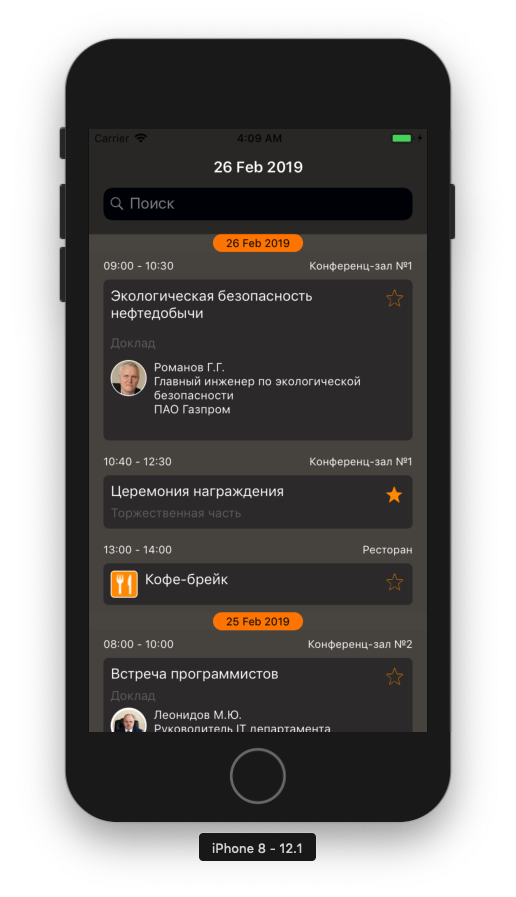 Carrier 4:09 AM
26 Feb 2019
Поиск
26 Feb 2019
09:00 - 10:30 Конференц-зал №1
Экологическая безопасность
нефтедобычи
Доклад
Романов Г.Г.
Главный инженер по экологической
безопасности
ПАО Газпром
10:40 - 12:30 Конференц-зал №1
Церемония награждения
Торжественная часть
13:00 - 14:00 Ресторан
Кофе-брейк
25 Feb 2019
08:00 - 10:00 Конференц-зал №2
Встреча программистов
Доклад
Леонидов М.Ю.
Руководитель IT департамента
iPhone 8 - 12.1